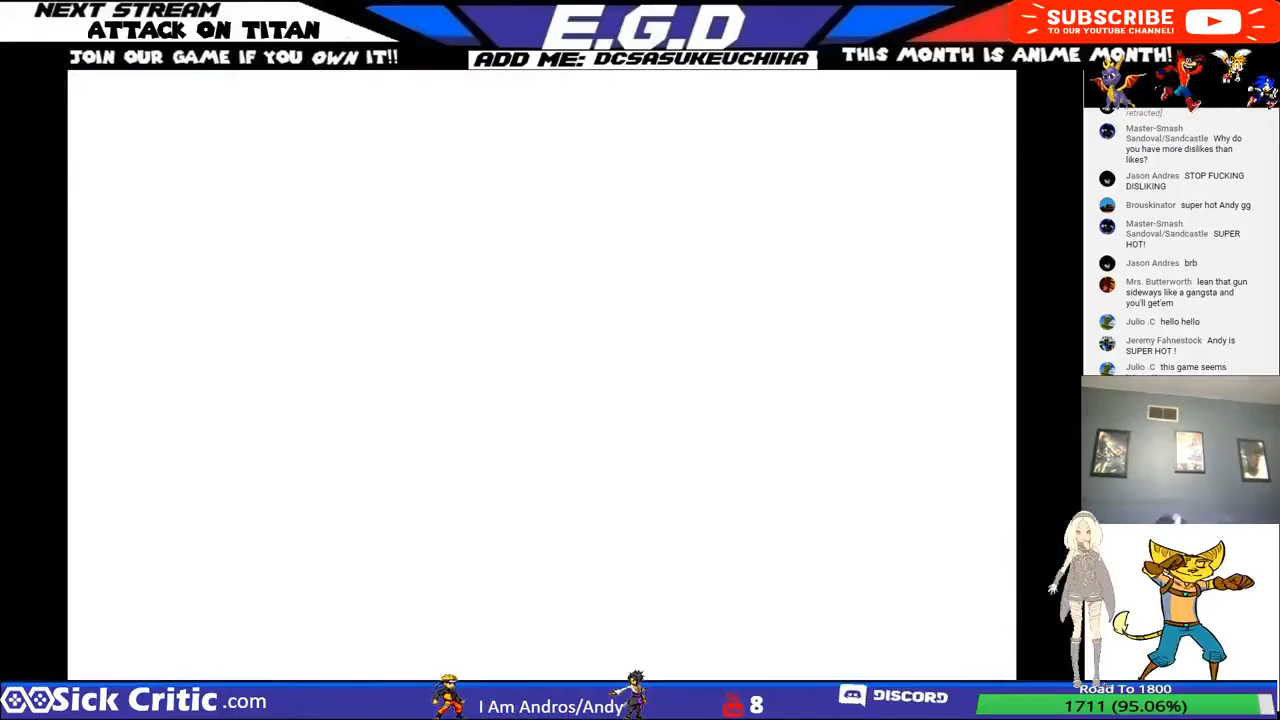 NEXT STREAM
ATTACK ON TITAN
JOIN OUR GAME IF YOU OWN IT!!
E.G.D
ADD ME: DCSASUKEUCHIHA
SUBSCRIBE
TO OUR YOUTUBE CHANNEL!
THIS MONTH IS ANIME MONTH!
retracted]
Master-Smash
Sandoval/Sandcastle Why do
you have more dislikes than
likes?
Jason Andres STOP FUCKING
DISLIKING
Brouskinator super hot Andy gg
Master-Smash
Sandoval/Sandcastle SUPER
HOT!
Jason Andres brb
Mrs. Butterworth lean that gun
sideways like a gangsta and
you'll get'em
Julio .C hello hello
Jeremy Fahnestock Andy is
SUPER HOT !
Julio .C this game seems
Sick Critic.com
I Am Andros/Andy
8
DISCORD
Road To 1800
1711 (95.06%)